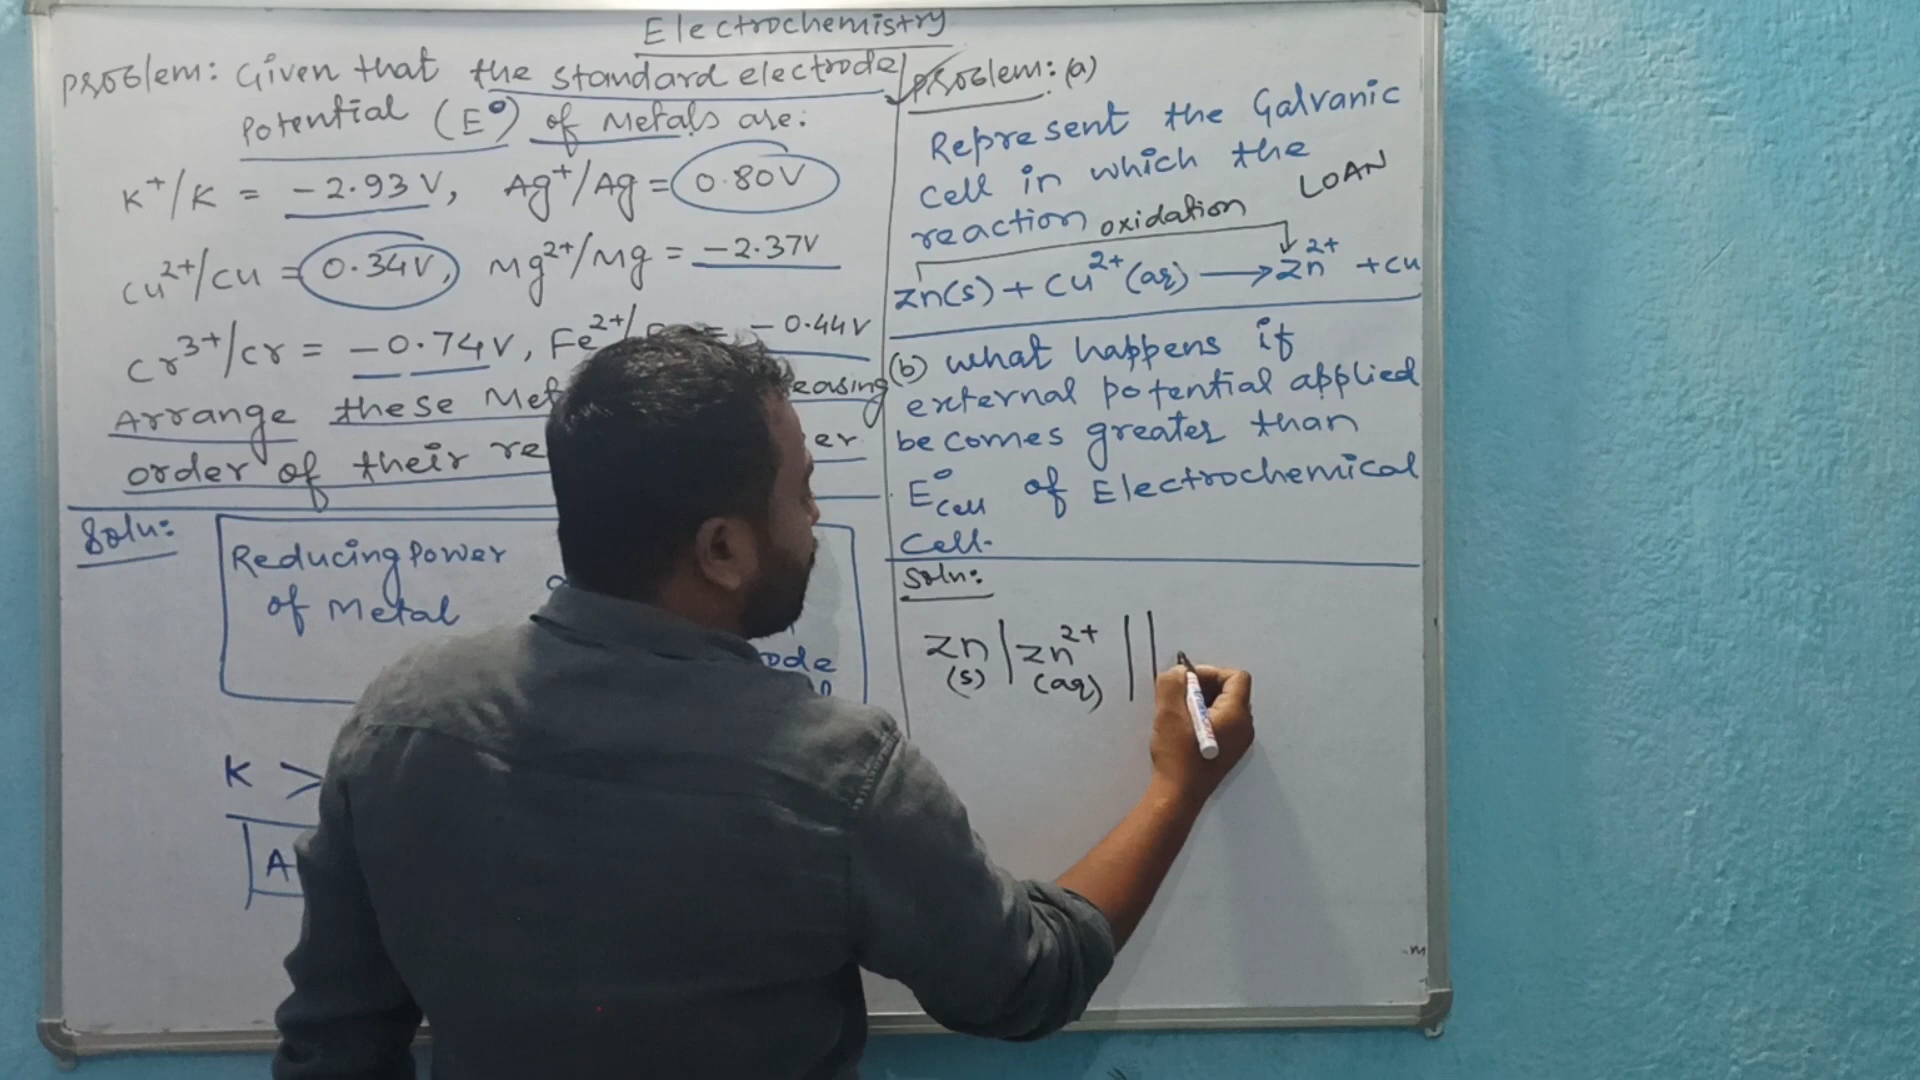 Electrochemistry
Problem: Given that the standard electrode
Potential (E°) of Metals are:
K⁺/K = -2.93 V, Ag⁺/Ag = 0.80V
Cu²⁺/Cu = 0.34V, Mg²⁺/Mg = -2.37V
Cr³⁺/Cr = -0.74V, Fe²⁺/ = -0.44V
Arrange these Met easing
order of their re er
Soln:
Reducing Power
of Metal
ode
K >
A
Problem: (a)
Represent the Galvanic
Cell in which the
reaction oxidation LOAN
Zn(s) + Cu²⁺(aq) ⟶ Zn²⁺ + Cu
(b) What happens if
external potential applied
becomes greater than
E°cell of Electrochemical
Cell.
Soln:
Zn | Zn²⁺ ||
(s) (aq)